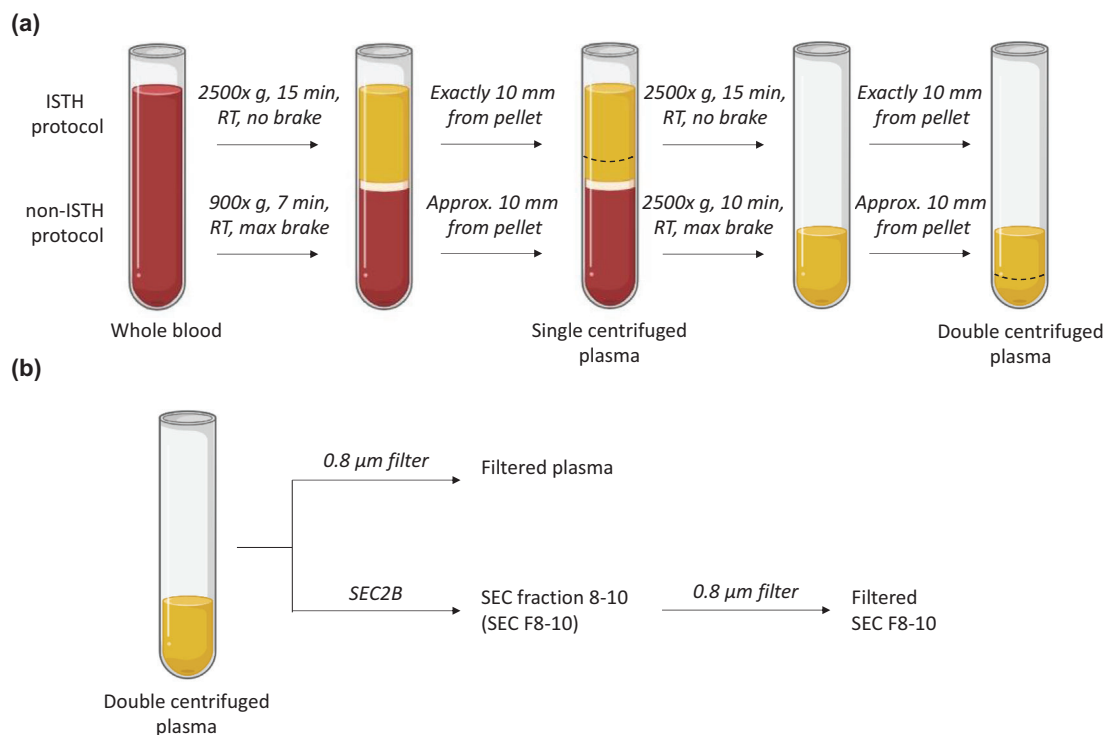 (a)
ISTH
protocol
2500x g, 15 min,
RT, no brake
Exactly 10 mm
from pellet
2500x g, 15 min,
RT, no brake
Exactly 10 mm
from pellet
non-ISTH
protocol
900x g, 7 min,
RT, max brake
Approx. 10 mm
from pellet
2500x g, 10 min,
RT, max brake
Approx. 10 mm
from pellet
Whole blood
Single centrifuged
plasma
Double centrifuged
plasma
(b)
0.8 µm filter
Filtered plasma
SEC2B
SEC fraction 8-10
(SEC F8-10)
0.8 µm filter
Filtered
SEC F8-10
Double centrifuged
plasma